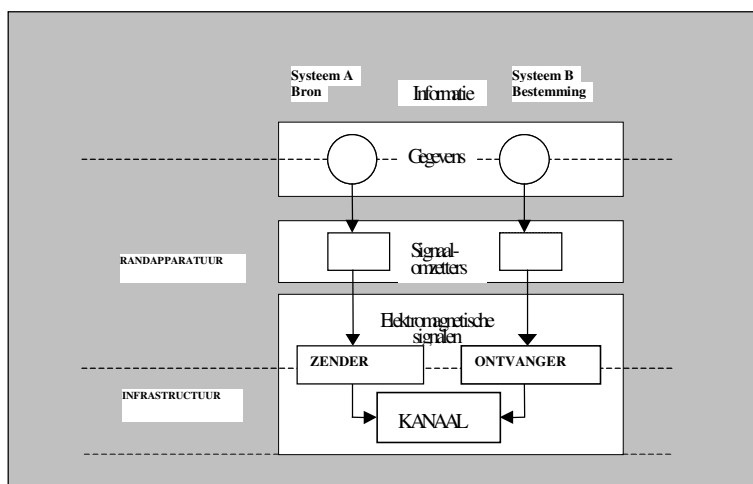 Systeem A
Bron
Informatie
Systeem B
Bestemming
Gegevens
RANDAPPARATUUR
Signaal-
omzetters
Elektromagnetische
signalen
ZENDER
ONTVANGER
INFRASTRUCTUUR
KANAAL